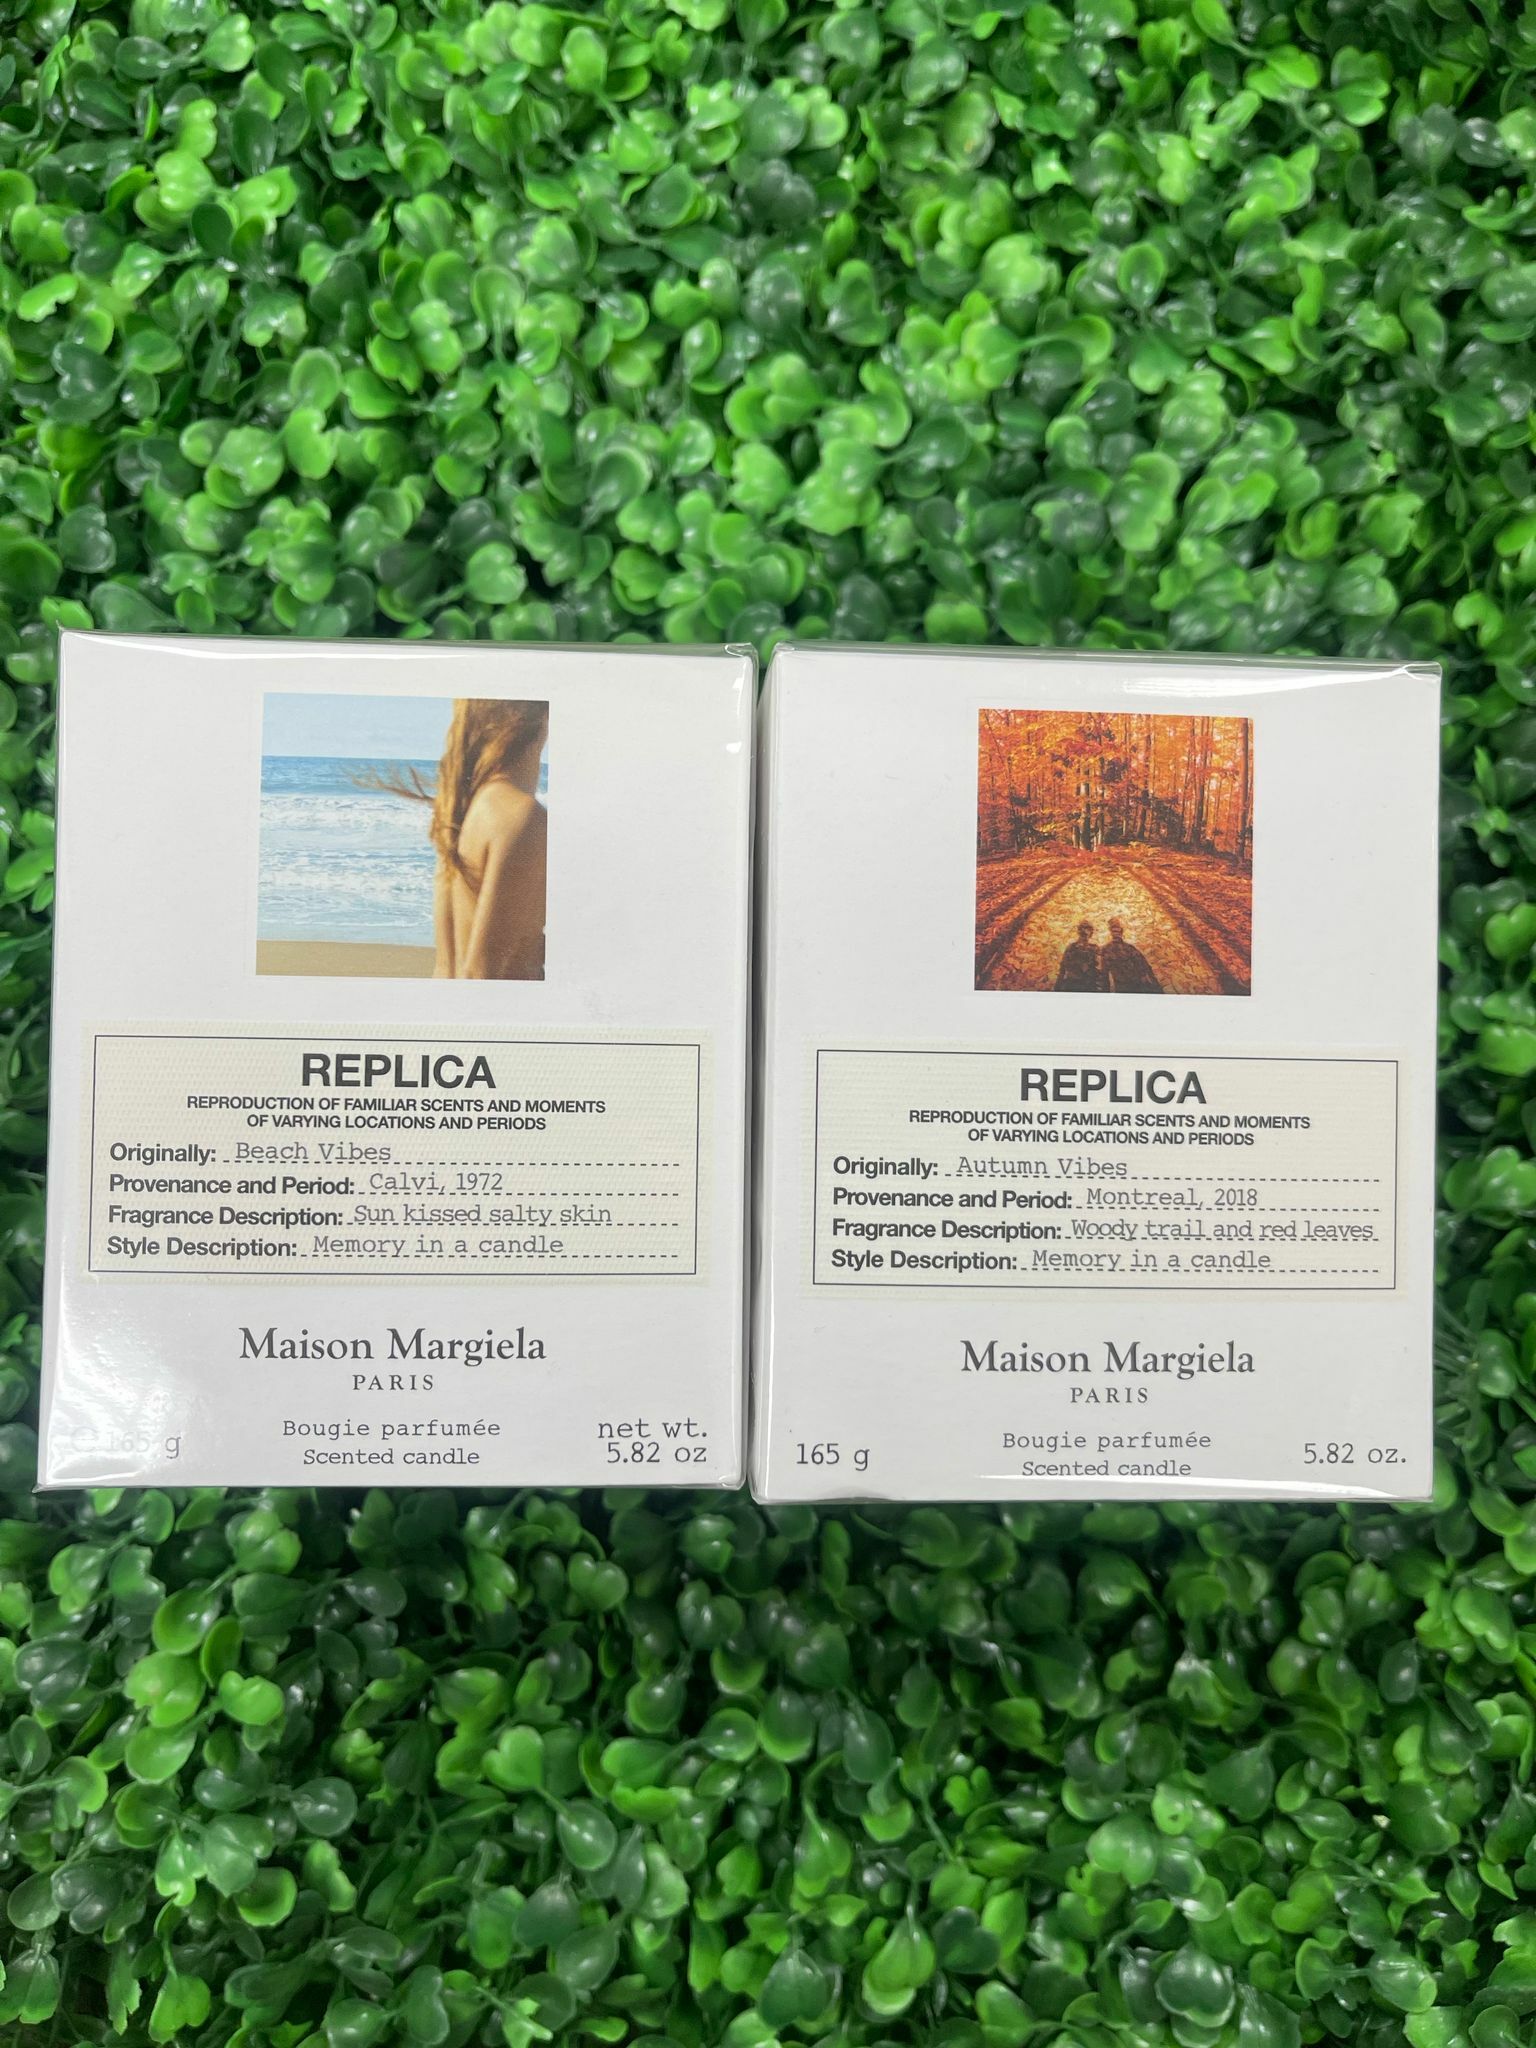 REPLICA
REPRODUCTION OF FAMILIAR SCENTS AND MOMENTS
OF VARYING LOCATIONS AND PERIODS
Originally: Beach Vibes
Provenance and Period: Calvi, 1972
Fragrance Description: Sun kissed salty skin
Style Description: Memory in a candle
Maison Margiela
PARIS
Bougie parfumée
Scented candle
℮ 165 g
net wt.
5.82 oz
REPLICA
REPRODUCTION OF FAMILIAR SCENTS AND MOMENTS
OF VARYING LOCATIONS AND PERIODS
Originally: Autumn Vibes
Provenance and Period: Montreal, 2018
Fragrance Description: Woody trail and red leaves
Style Description: Memory in a candle
Maison Margiela
PARIS
165 g
Bougie parfumée
Scented candle
5.82 oz.